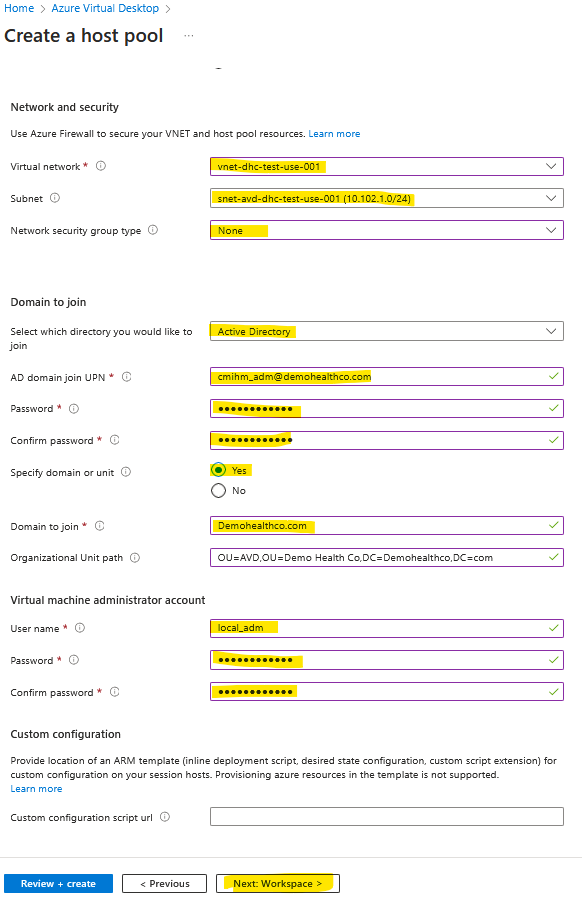 Home > Azure Virtual Desktop >
Create a host pool ...
Network and security
Use Azure Firewall to secure your VNET and host pool resources. Learn more
Virtual network * vnet-dhc-test-use-001
Subnet snet-avd-dhc-test-use-001 (10.102.1.0/24)
Network security group type None
Domain to join
Select which directory you would like to Active Directory
join
AD domain join UPN * cmihm_adm@demohealthco.com
Password * ••••••••••••
Confirm password * ••••••••••••
Specify domain or unit Yes
No
Domain to join * Demohealthco.com
Organizational Unit path OU=AVD,OU=Demo Health Co,DC=Demohealthco,DC=com
Virtual machine administrator account
User name * local_adm
Password * ••••••••••••
Confirm password * ••••••••••••
Custom configuration
Provide location of an ARM template (inline deployment script, desired state configuration, custom script extension) for
custom configuration on your session hosts. Provisioning azure resources in the template is not supported.
Learn more
Custom configuration script url
Review + create < Previous Next: Workspace >